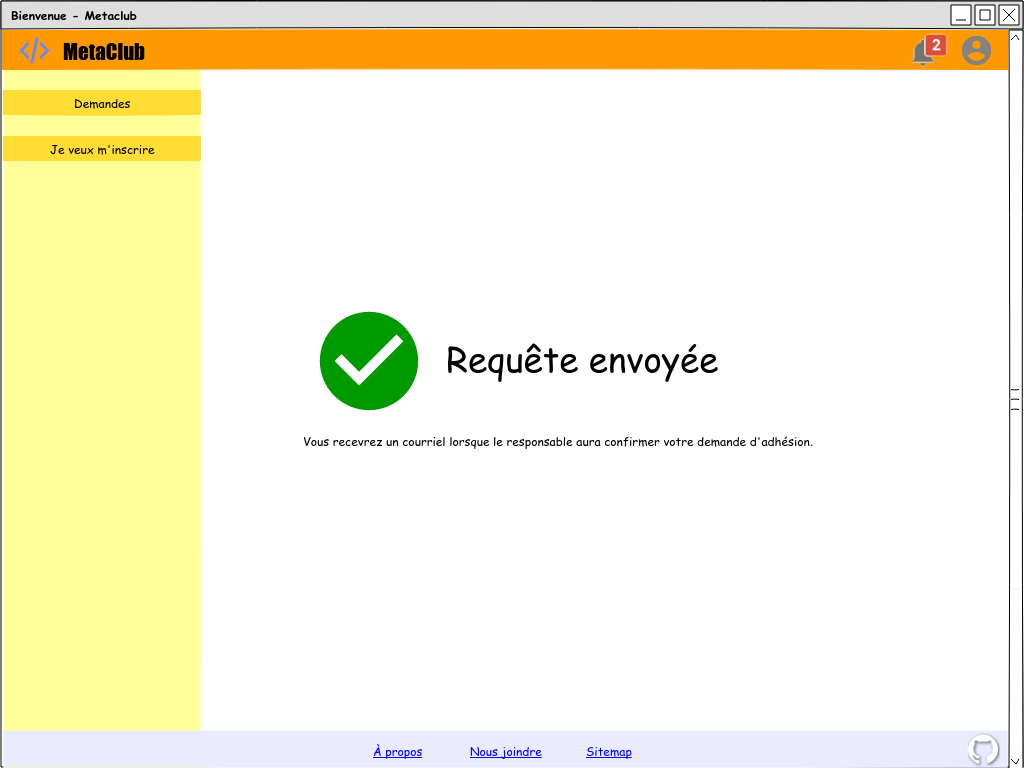 Bienvenue - Metaclub
</> MetaClub
2
Demandes
Je veux m'inscrire
Requête envoyée
Vous recevrez un courriel lorsque le responsable aura confirmer votre demande d'adhésion.
À propos Nous joindre Sitemap